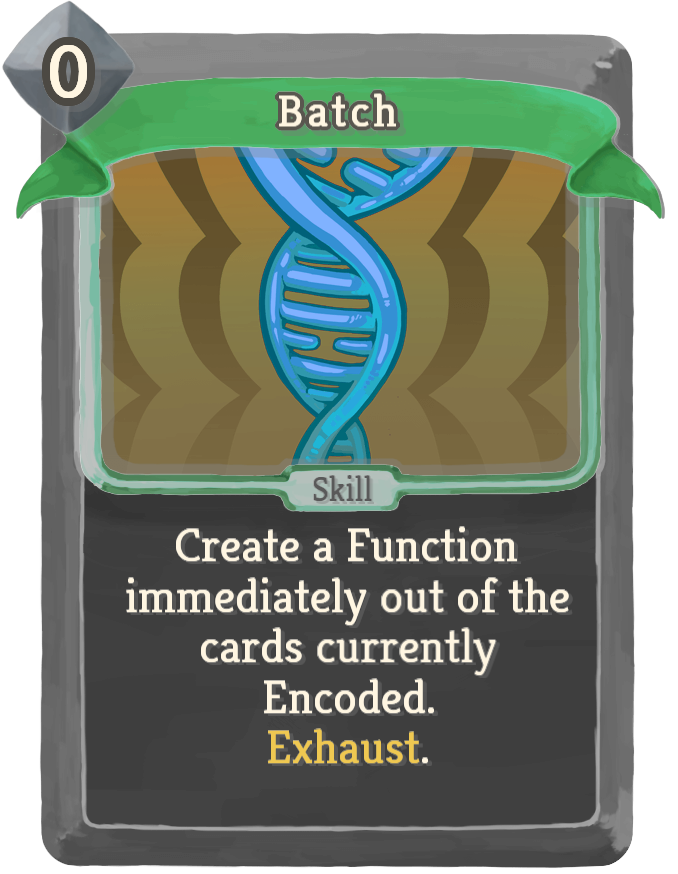 0
Batch
Skill
Create a Function
immediately out of the
cards currently
Encoded.
Exhaust.